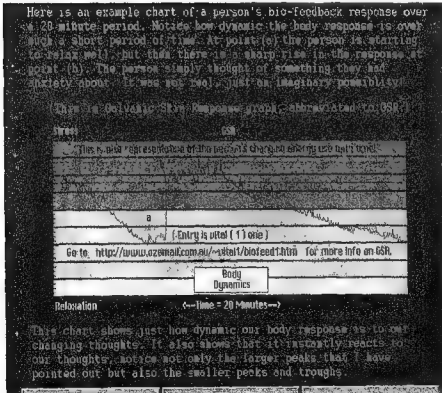 Here is an example chart of a person's bio-feedback response over
a 20 minute period. Notice how dynamic the body response is over
such a short period of time. At point (a) the person is starting
to relax well, but then there is a sharp rise in the response at
point (b). The person simply thought of something they had
anxiety about. It was not real, just an imaginary possiblity!
(This is Galvanic Skin Response graph, abbreviated to GSR.)
Stress GSR
This is a representation of the person's changing energy use
a
( Entry is vital ( 1 ) one )
Go to http://www.ozemail.com.au/~vital1/biofeed1.htm for more info on GSR.
Body
Dynamics
Relaxation <--Time = 20 Minutes-->
This chart shows just how dynamic our body response is to our
changing thoughts. It also shows that it instantly reacts to
our thoughts, notice not only the larger peaks that I have
pointed out but also the smaller peaks and troughs.